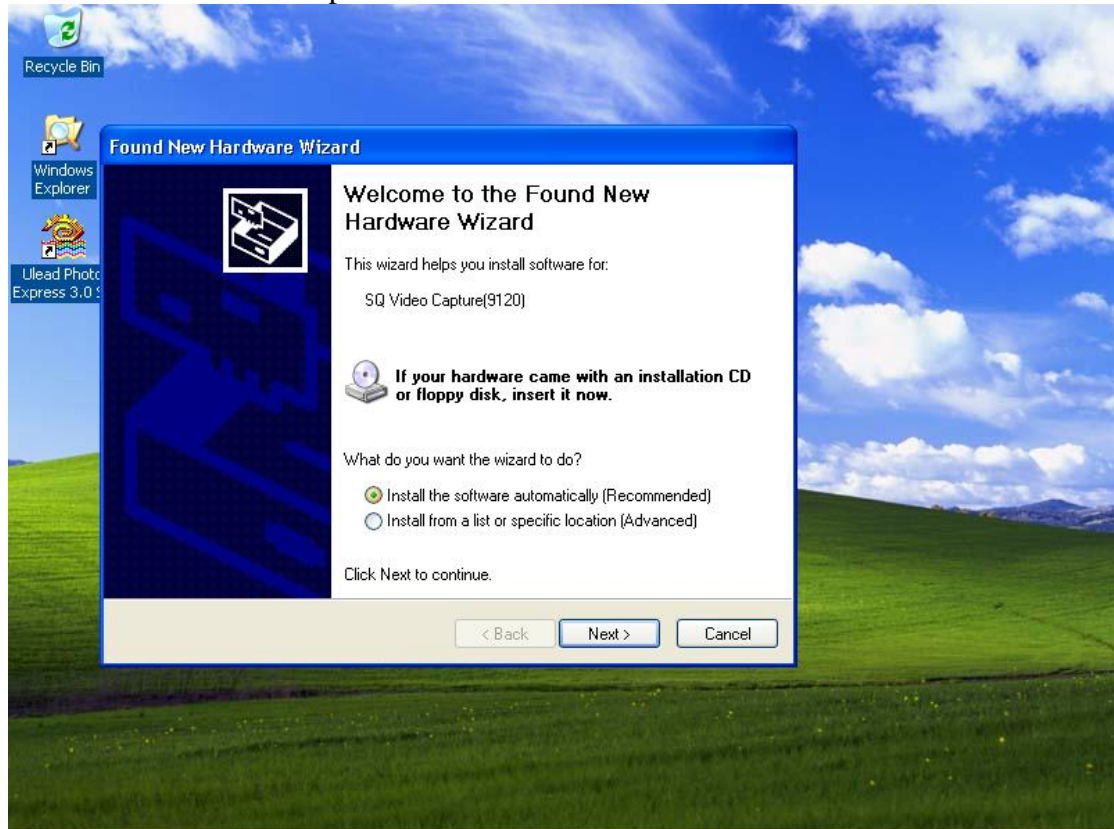 Recycle Bin
Windows
Explorer
Ulead Photo
Express 3.0
Found New Hardware Wizard
Welcome to the Found New
Hardware Wizard
This wizard helps you install software for:
SQ Video Capture(9120)
If your hardware came with an installation CD
or floppy disk, insert it now.
What do you want the wizard to do?
Install the software automatically (Recommended)
Install from a list or specific location (Advanced)
Click Next to continue.
< Back
Next >
Cancel